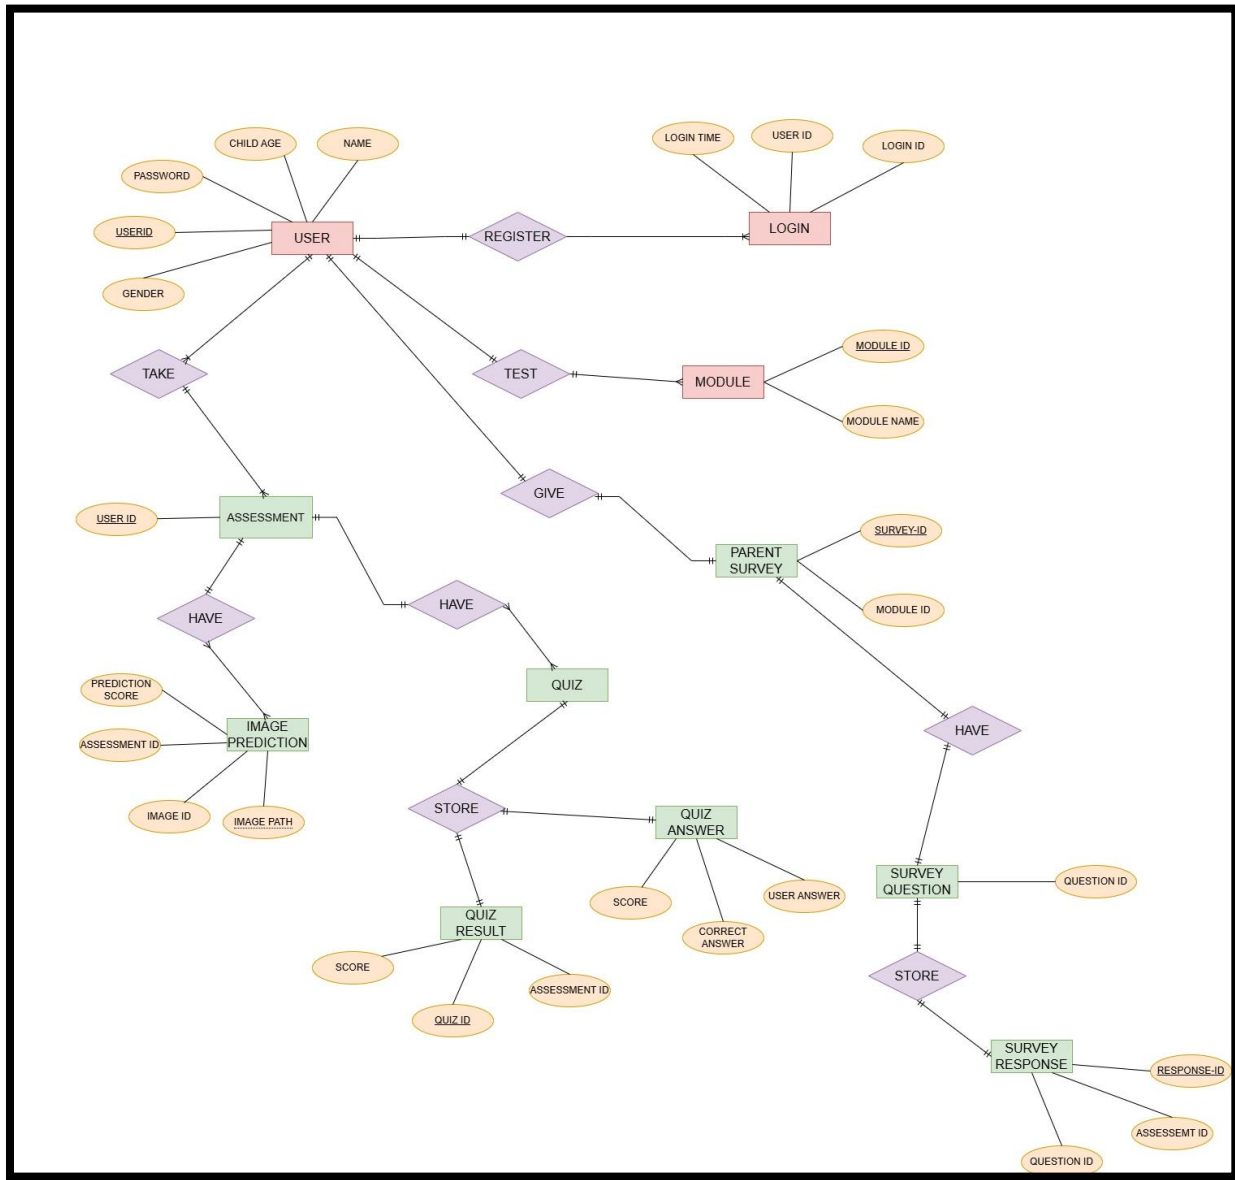 CHILD AGE
NAME
PASSWORD
USERID
GENDER
USER
REGISTER
LOGIN TIME
USER ID
LOGIN ID
LOGIN
TAKE
TEST
MODULE
MODULE ID
MODULE NAME
GIVE
USER ID
ASSESSMENT
PARENT
SURVEY
SURVEY-ID
MODULE ID
HAVE
HAVE
QUIZ
PREDICTION
SCORE
ASSESSMENT ID
IMAGE
PREDICTION
IMAGE ID
IMAGE PATH
HAVE
STORE
QUIZ
ANSWER
SCORE
CORRECT
ANSWER
USER ANSWER
QUIZ
RESULT
SCORE
QUIZ ID
ASSESSMENT ID
SURVEY
QUESTION
QUESTION ID
STORE
SURVEY
RESPONSE
RESPONSE-ID
ASSESSEMT ID
QUESTION ID